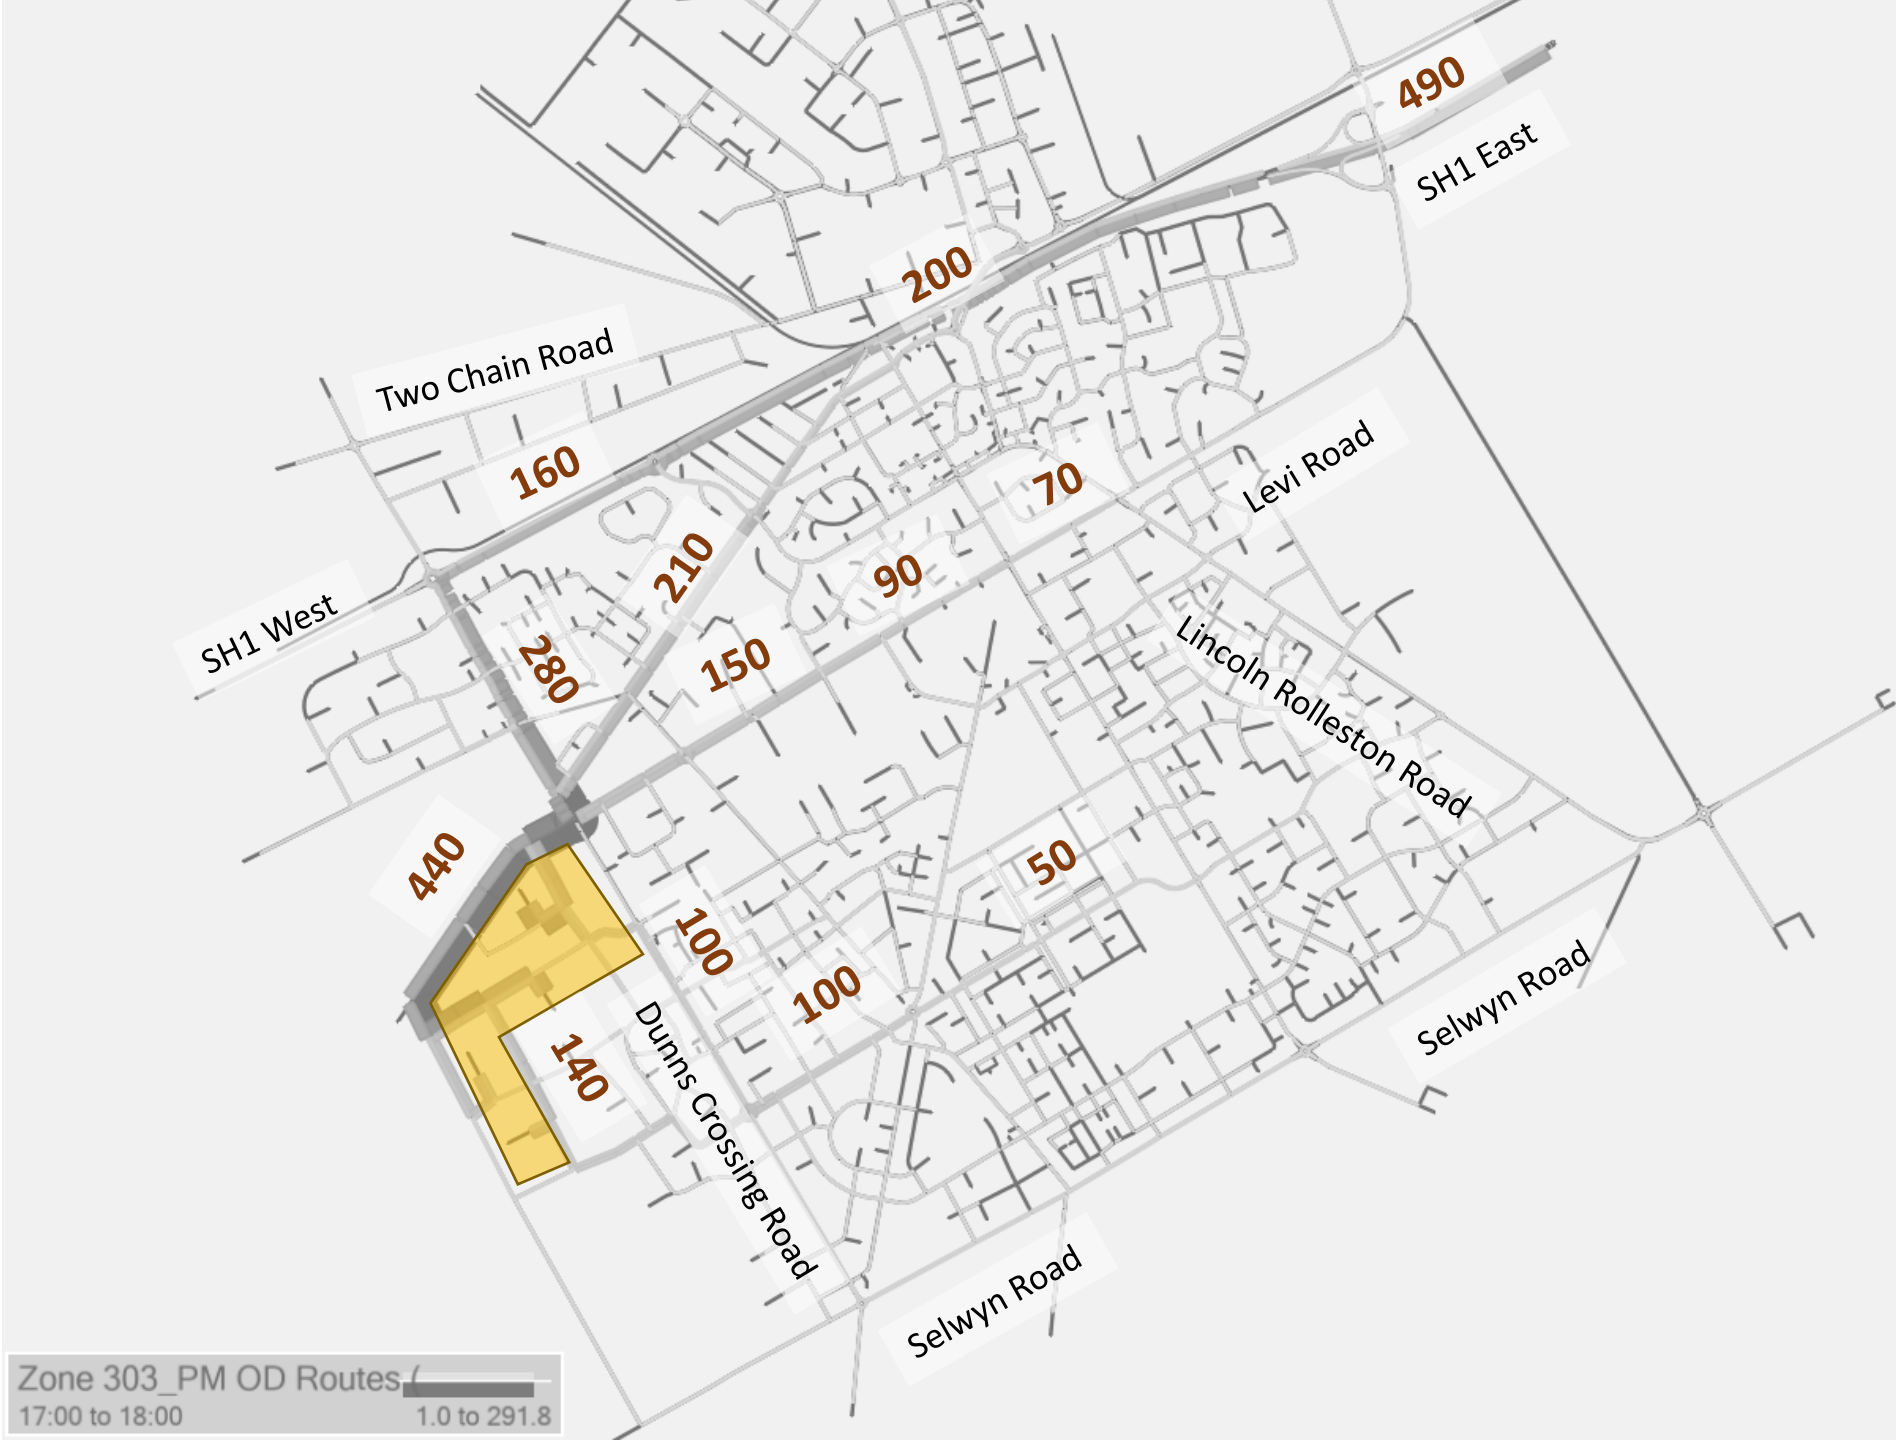 490
SH1 East
200
Two Chain Road
160
70
Levi Road
210
90
SH1 West
280
150
Lincoln Rolleston Road
440
50
100
100
Selwyn Road
140
Dunns Crossing Road
Selwyn Road
Zone 303_PM OD Routes (
17:00 to 18:00
1.0 to 291.8